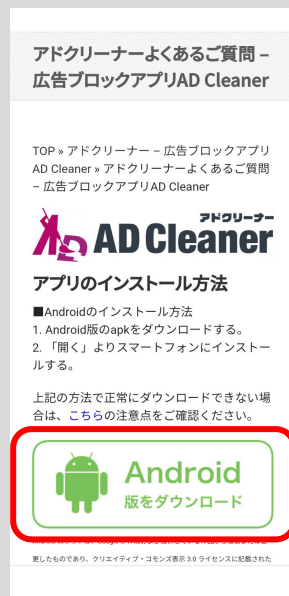 アドクリーナーよくあるご質問 –
広告ブロックアプリAD Cleaner
TOP » アドクリーナー – 広告ブロックアプリ
AD Cleaner » アドクリーナーよくあるご質問
– 広告ブロックアプリAD Cleaner
アドクリーナー
AD Cleaner
アプリのインストール方法
■Androidのインストール方法
1. Android版のapkをダウンロードする。
2. 「開く」よりスマートフォンにインストー
ルする。
上記の方法で正常にダウンロードできない場
合は、こちらの注意点をご確認ください。
Android
版をダウンロード
更したものであり、クリエイティブ・コモンズ表示 3.0 ライセンスに記載された